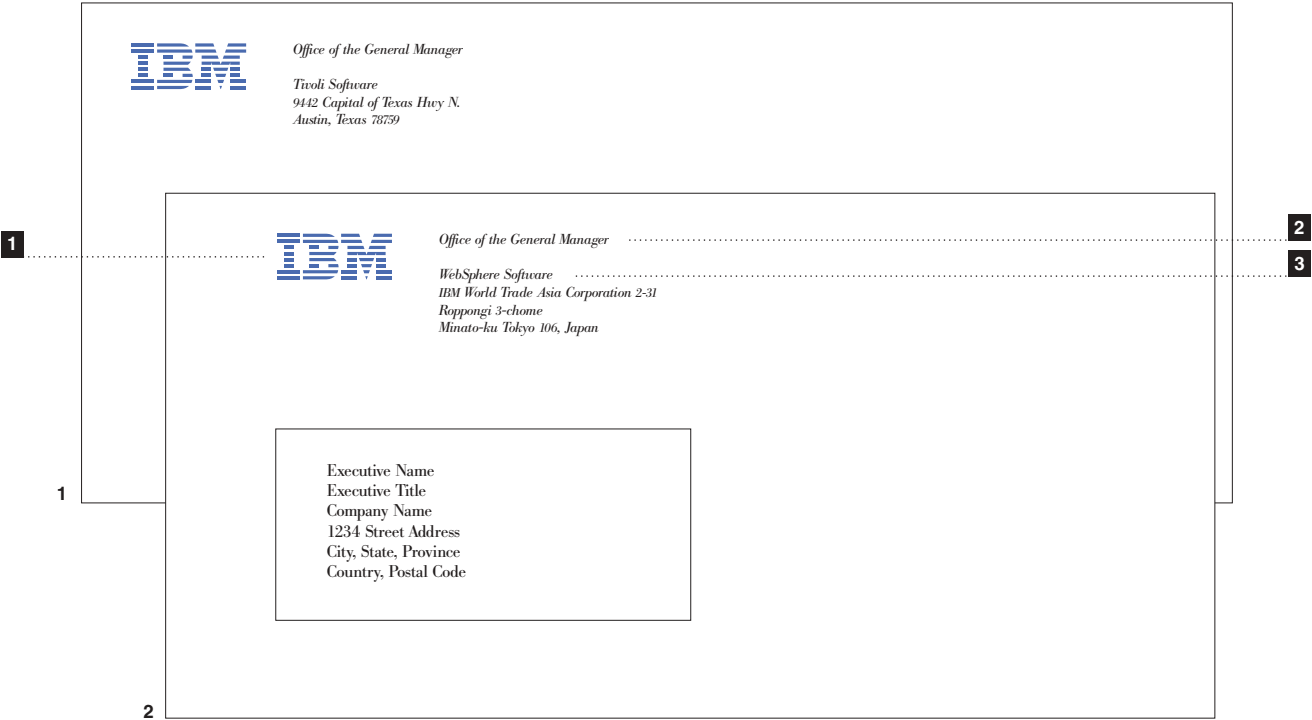 IBM
Office of the General Manager
Tivoli Software
9442 Capital of Texas Hwy N.
Austin, Texas 78759
1
IBM
Office of the General Manager
2
WebSphere Software
3
IBM World Trade Asia Corporation 2-31
Roppongi 3-chome
Minato-ku Tokyo 106, Japan
Executive Name
Executive Title
Company Name
1234 Street Address
City, State, Province
Country, Postal Code
1
2